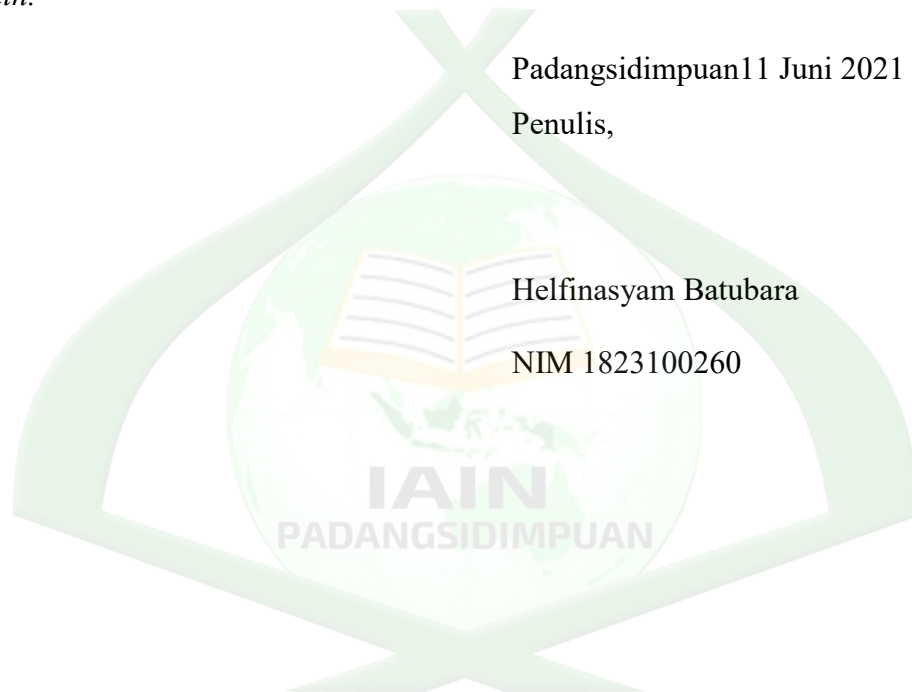 Padangsidimpuan11 Juni 2021
Penulis,
Helfinasyam Batubara
NIM 1823100260
IAIN
PADANGSIDIMPUAN